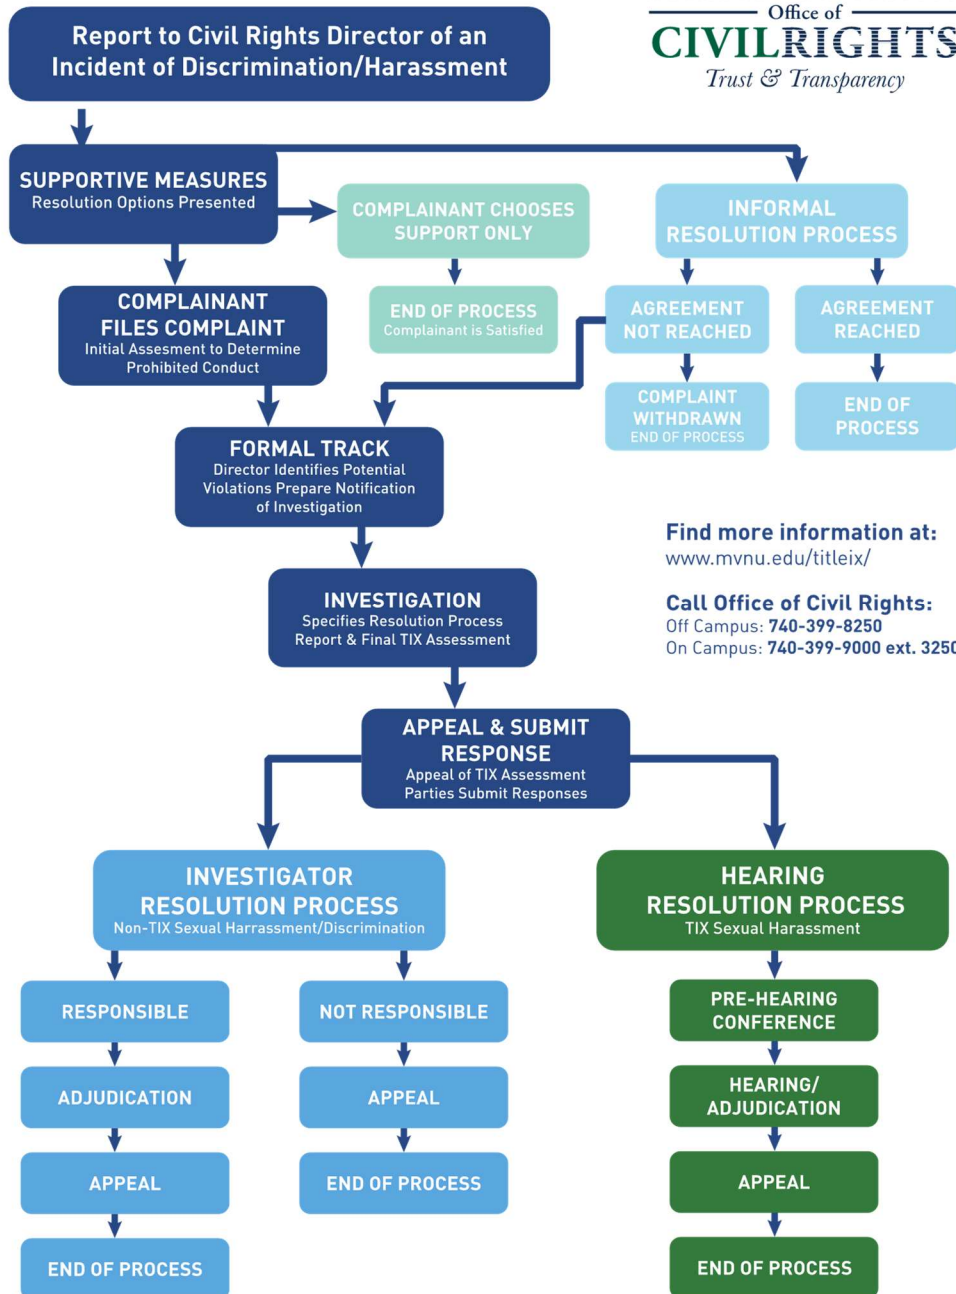 Report to Civil Rights Director of an
Incident of Discrimination/Harassment
Office of
CIVILRIGHTS
Trust & Transparency
SUPPORTIVE MEASURES
Resolution Options Presented
COMPLAINANT CHOOSES
SUPPORT ONLY
INFORMAL
RESOLUTION PROCESS
COMPLAINANT
FILES COMPLAINT
Initial Assesment to Determine
Prohibited Conduct
END OF PROCESS
Complainant is Satisfied
AGREEMENT
NOT REACHED
AGREEMENT
REACHED
COMPLAINT
WITHDRAWN
END OF PROCESS
END OF
PROCESS
FORMAL TRACK
Director Identifies Potential
Violations Prepare Notification
of Investigation
Find more information at:
www.mvnu.edu/titleix/
Call Office of Civil Rights:
Off Campus: 740-399-8250
On Campus: 740-399-9000 ext. 3250
INVESTIGATION
Specifies Resolution Process
Report & Final TIX Assessment
APPEAL & SUBMIT
RESPONSE
Appeal of TIX Assessment
Parties Submit Responses
INVESTIGATOR
RESOLUTION PROCESS
Non-TIX Sexual Harrassment/Discrimination
HEARING
RESOLUTION PROCESS
TIX Sexual Harassment
RESPONSIBLE
ADJUDICATION
APPEAL
END OF PROCESS
NOT RESPONSIBLE
APPEAL
END OF PROCESS
PRE-HEARING
CONFERENCE
HEARING/
ADJUDICATION
APPEAL
END OF PROCESS